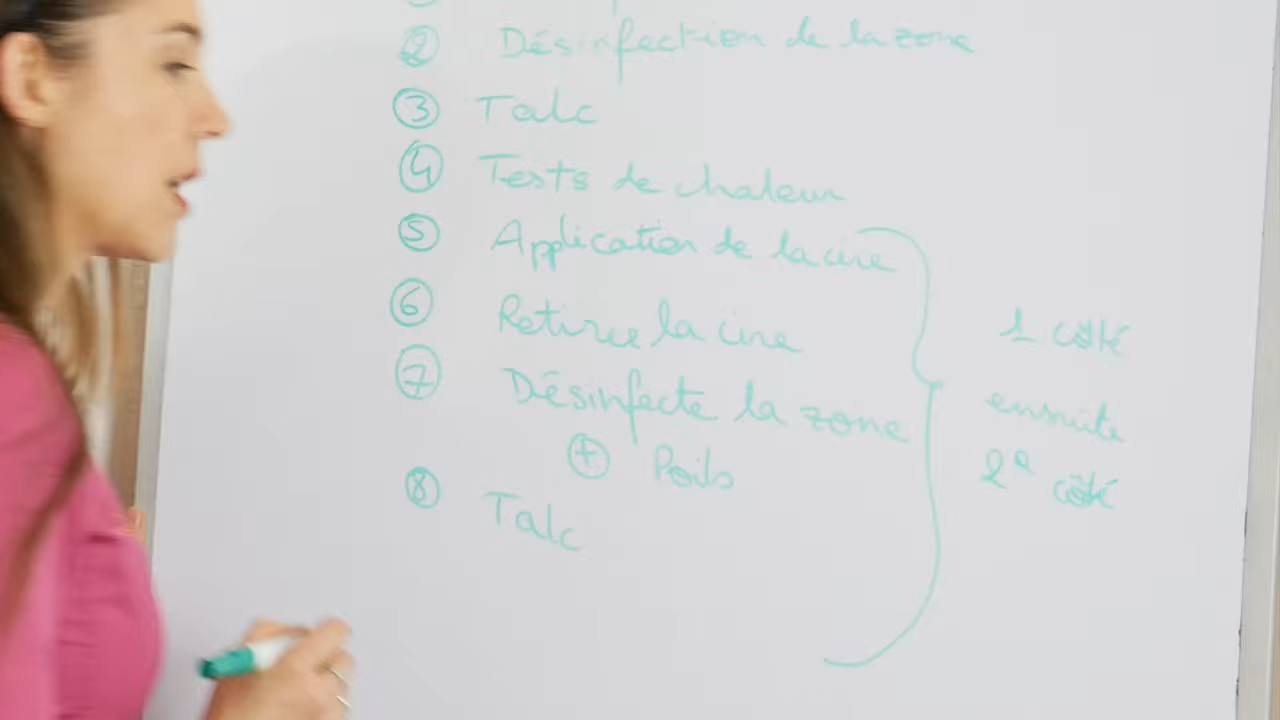 ② Désinfection de la zone
③ Talc
④ Tests de chaleur
⑤ Application de la cire
⑥ Retirer la cire
⑦ Désinfecte la zone
⊕ Poils
⑧ Talc
1 côté
ensuite
2e côté